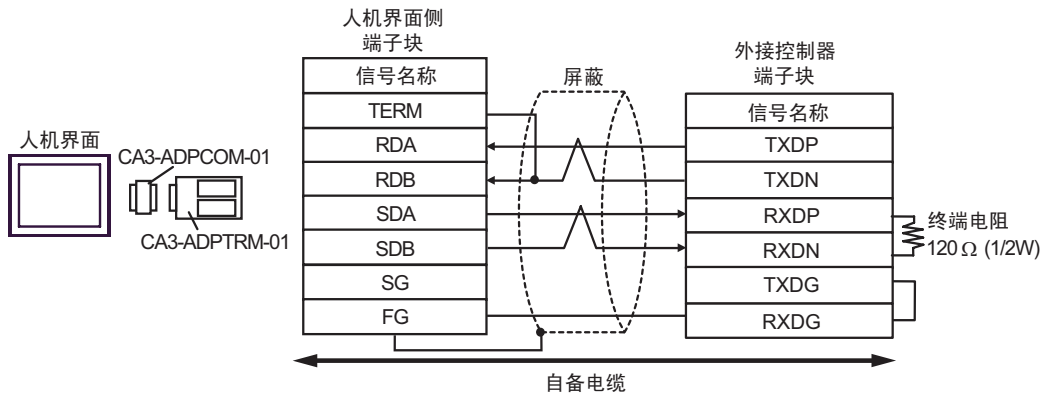 人机界面
CA3-ADPCOM-01
CA3-ADPTRM-01
人机界面侧
端子块
信号名称
TERM
RDA
RDB
SDA
SDB
SG
FG
屏蔽
外接控制器
端子块
信号名称
TXDP
TXDN
RXDP
RXDN
TXDG
RXDG
终端电阻
120Ω (1/2W)
自备电缆